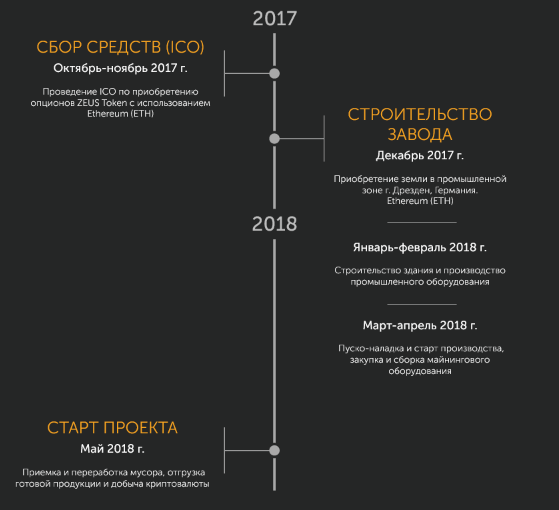 2017
СБОР СРЕДСТВ (ICO)
Октябрь-ноябрь 2017 г.
Проведение ICO по приобретению
опционов ZEUS Token с использованием
Ethereum (ETH)
СТРОИТЕЛЬСТВО
ЗАВОДА
Декабрь 2017 г.
Приобретение земли в промышленной
зоне г. Дрезден, Германия.
Ethereum (ETH)
2018
Январь-февраль 2018 г.
Строительство здания и производство
промышленного оборудования
Март-апрель 2018 г.
Пуско-наладка и старт производства,
закупка и сборка майнингового
оборудования
СТАРТ ПРОЕКТА
Май 2018 г.
Приемка и переработка мусора, отгрузка
готовой продукции и добыча криптовалюты